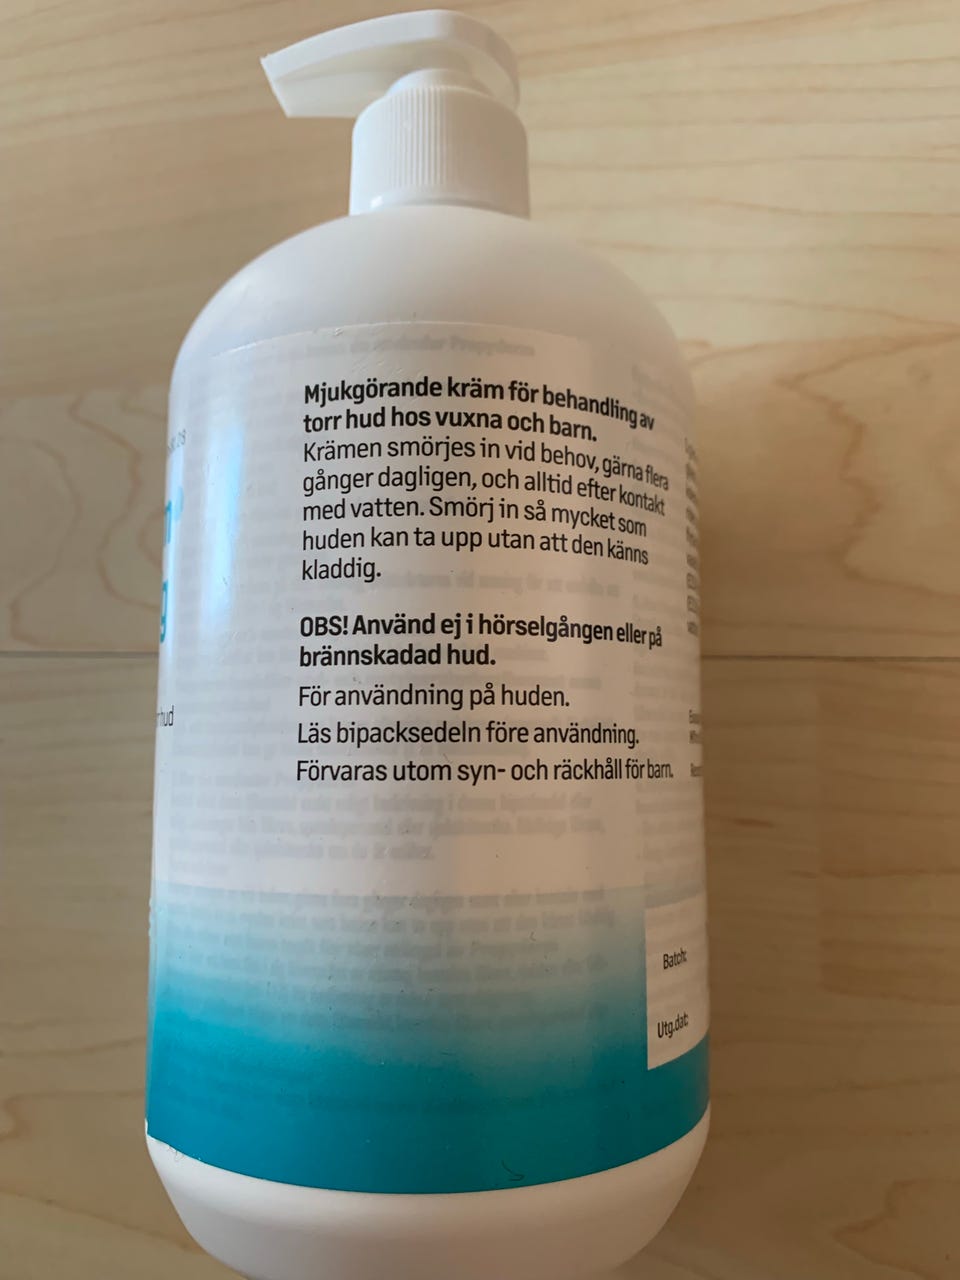 Mjukgörande kräm för behandling av
torr hud hos vuxna och barn.
Krämen smörjes in vid behov, gärna flera
gånger dagligen, och alltid efter kontakt
med vatten. Smörj in så mycket som
huden kan ta upp utan att den känns
kladdig.
OBS! Använd ej i hörselgången eller på
brännskadad hud.
För användning på huden.
Läs bipacksedeln före användning.
Förvaras utom syn- och räckhåll för barn.
hud
Batch:
Utg.dat: